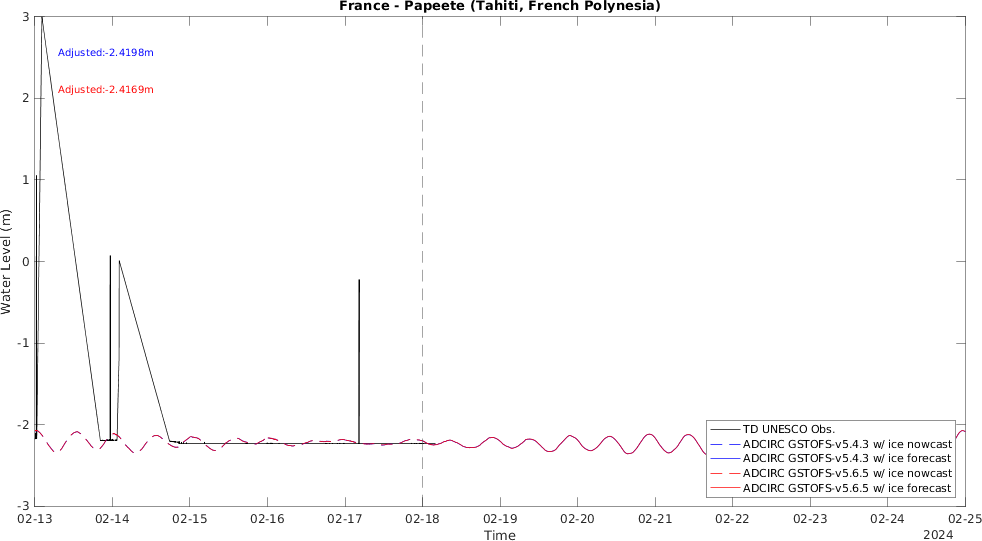 France - Papeete (Tahiti, French Polynesia)
Adjusted:-2.4198m
Adjusted:-2.4169m
3
2
1
0
-1
-2
-3
Water Level (m)
TD UNESCO Obs.
ADCIRC GSTOFS-v5.4.3 w/ ice nowcast
ADCIRC GSTOFS-v5.4.3 w/ ice forecast
ADCIRC GSTOFS-v5.6.5 w/ ice nowcast
ADCIRC GSTOFS-v5.6.5 w/ ice forecast
02-13 02-14 02-15 02-16 02-17 02-18 02-19 02-20 02-21 02-22 02-23 02-24 02-25
Time
2024